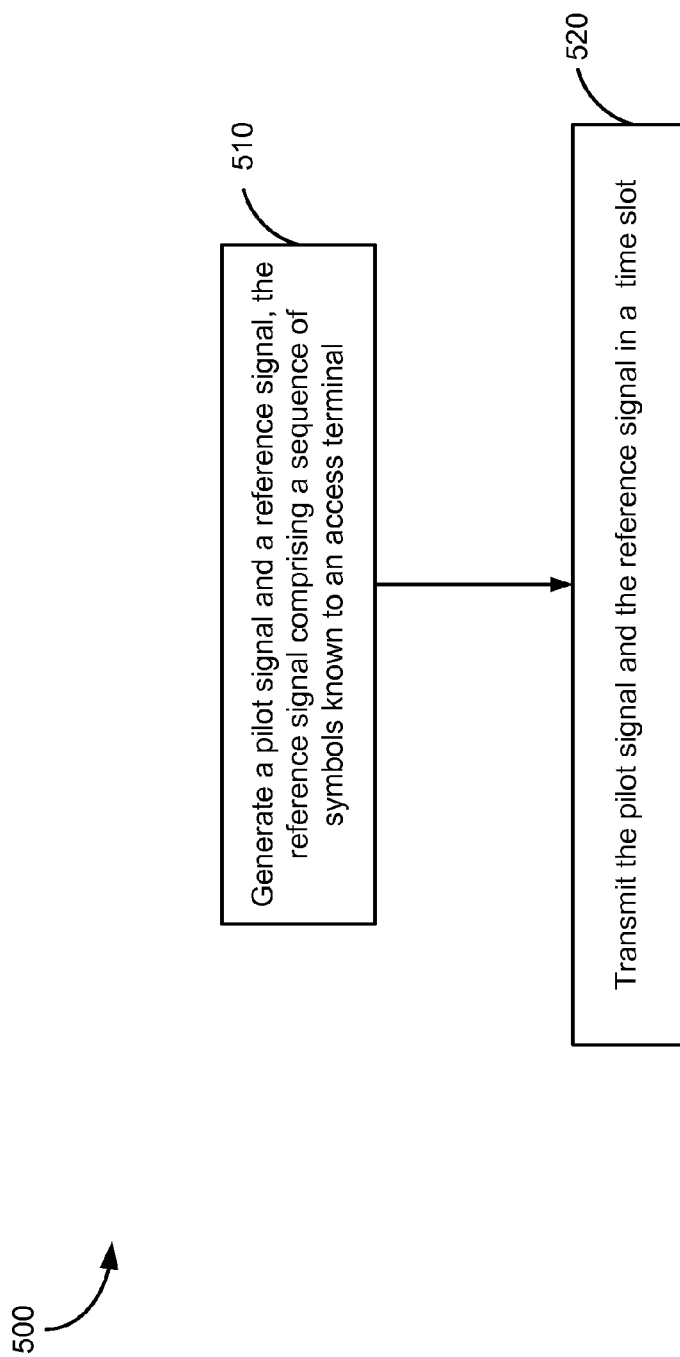 500
510
Generate a pilot signal and a reference signal, the
reference signal comprising a sequence of
symbols known to an access terminal
520
Transmit the pilot signal and the reference signal in a time slot